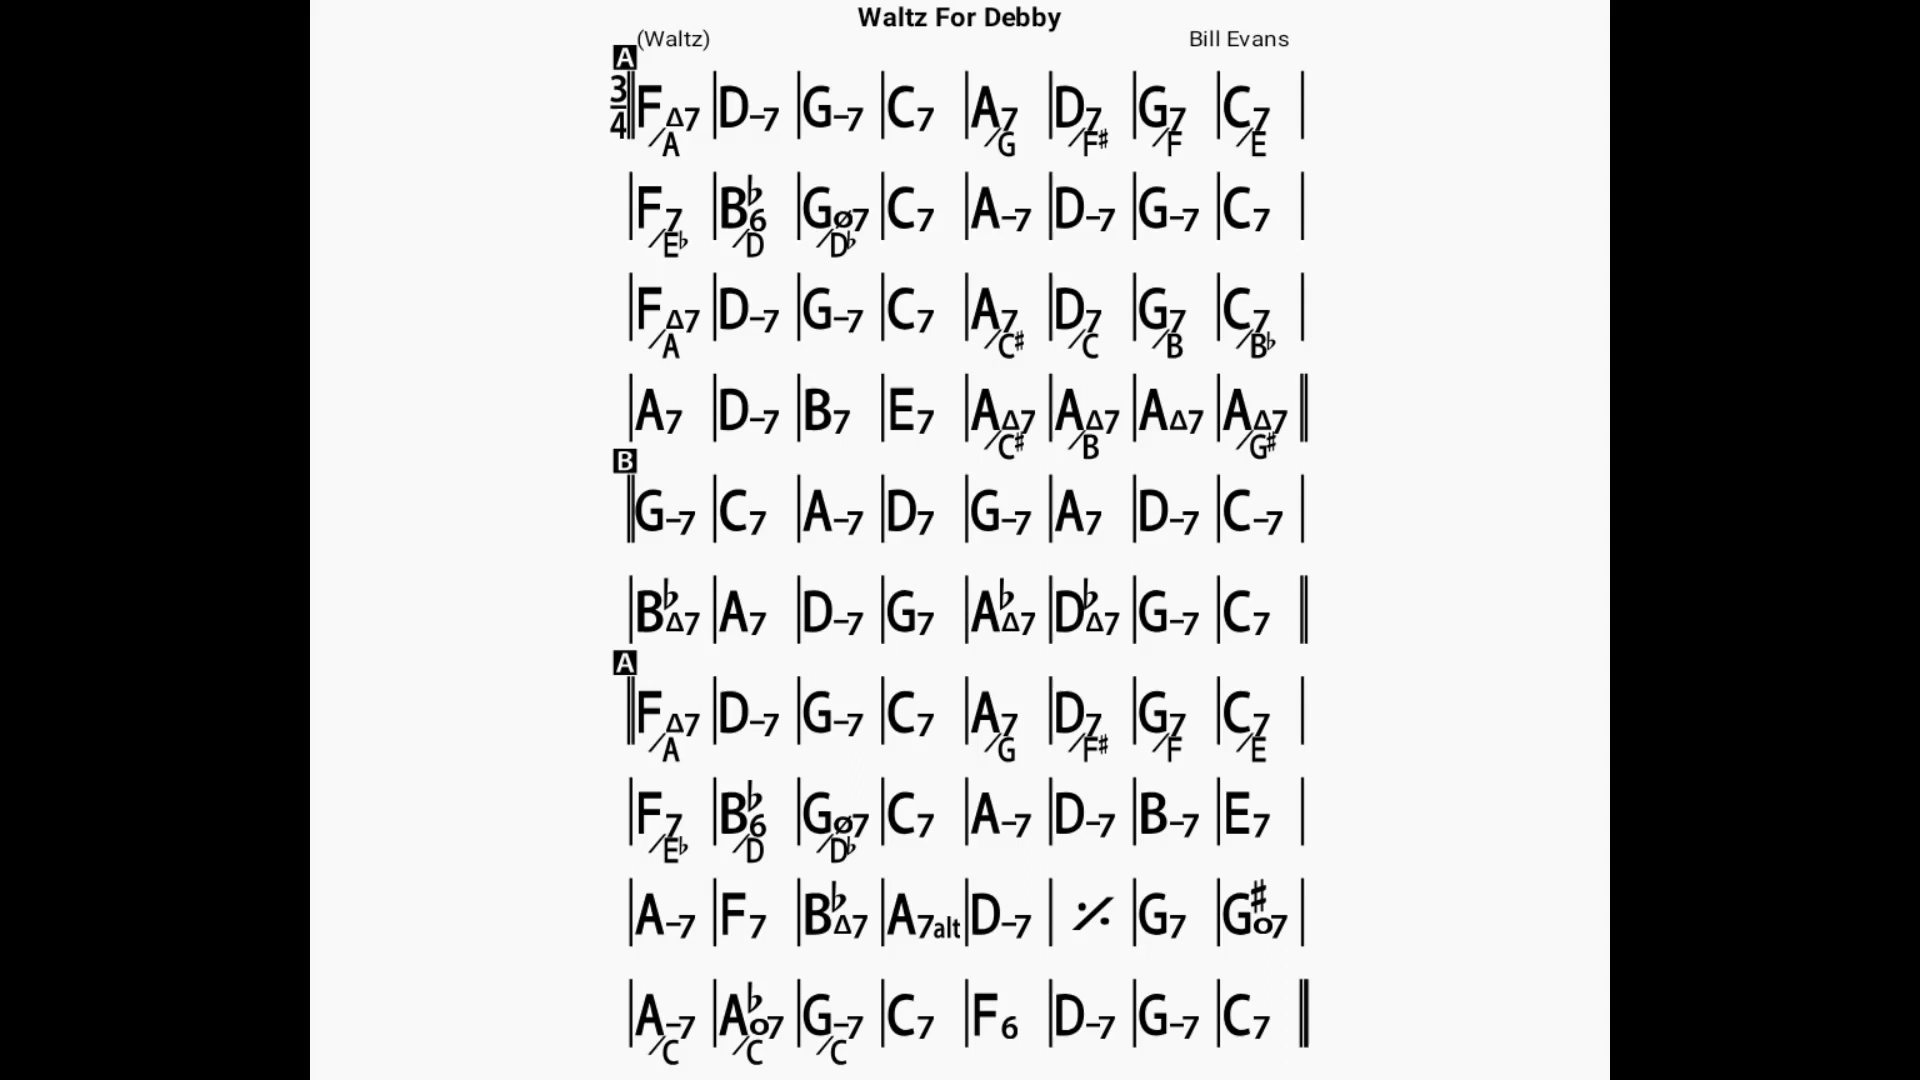 Waltz For Debby
(Waltz) Bill Evans
A
3/4 FΔ7/A D-7 G-7 C7 A7/G D7/F♯ G7/F C7/E
F7/E♭ B♭6/D Gø7/D♭ C7 A-7 D-7 G-7 C7
FΔ7/A D-7 G-7 C7 A7/C♯ D7/C G7/B C7/B♭
A7 D-7 B7 E7 AΔ7/C♯ AΔ7/B AΔ7 AΔ7/G♯
B
G-7 C7 A-7 D7 G-7 A7 D-7 C-7
B♭Δ7 A7 D-7 G7 A♭Δ7 D♭Δ7 G-7 C7
A
FΔ7/A D-7 G-7 C7 A7/G D7/F♯ G7/F C7/E
F7/E♭ B♭6/D Gø7/D♭ C7 A-7 D-7 B-7 E7
A-7 F7 B♭Δ7 A7alt D-7 𝄎 G7 G♯o7
A-7/C A♭o7/C G-7/C C7 F6 D-7 G-7 C7